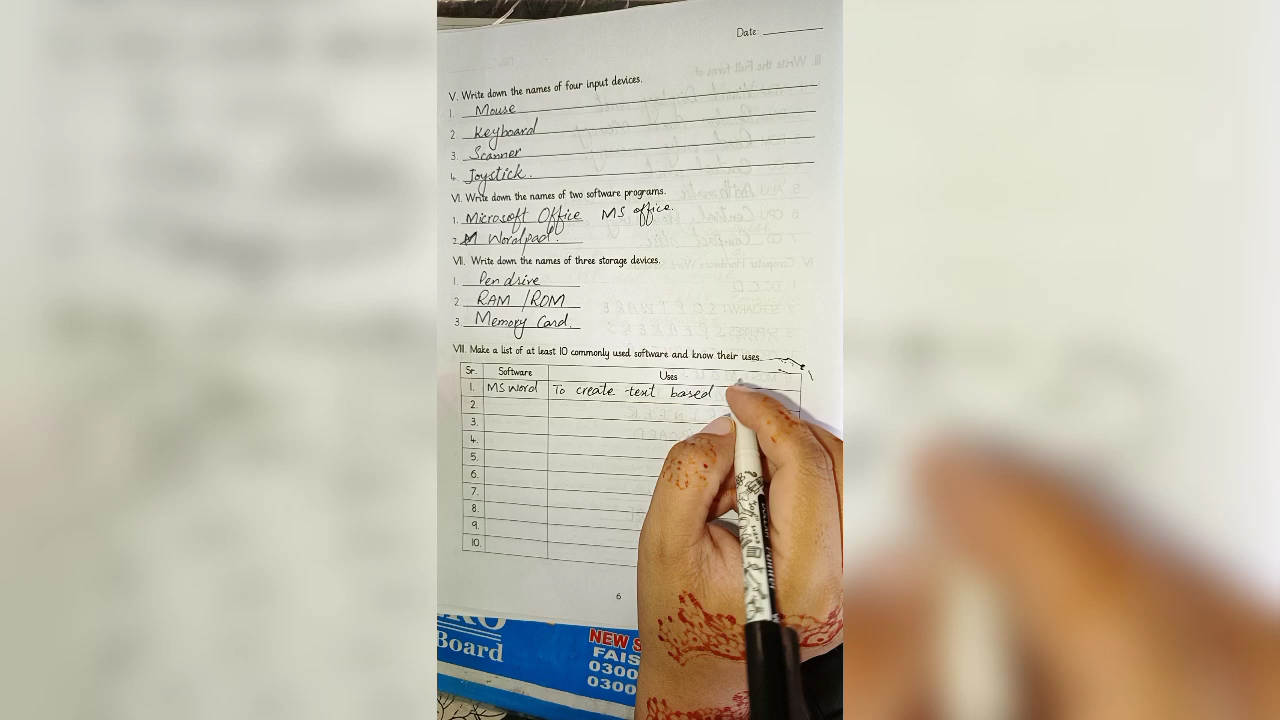 Date:
V. Write down the names of four input devices.
1. Mouse
2. Keyboard
3. Scanner
4. Joystick.
VI. Write down the names of two software programs.
1. Microsoft Office MS office.
2. Wordpad.
VII. Write down the names of three storage devices.
1. Pen drive
2. RAM / ROM
3. Memory Card.
VII. Make a list of at least 10 commonly used software and know their uses
Sr. Software Uses
1. MS Word To create text based
2.
3.
4.
5.
6.
7.
8.
9.
10.
6
Board
NEW S
FAIS
0300
0300